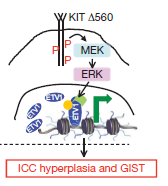 KIT Δ560
P
P
P
MEK
ERK
ETV1
ETV1
ETV1
ETV1
ICC hyperplasia and GIST